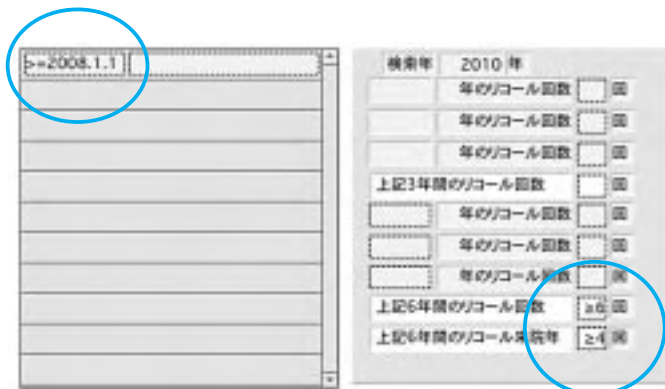 >=2008.1.1
検索年 2010 年
年のリコール回数 回
年のリコール回数 回
年のリコール回数 回
上記3年間のリコール回数 回
年のリコール回数 回
年のリコール回数 回
年のリコール回数 回
上記6年間のリコール回数 ≥6 回
上記6年間のリコール来院年 ≥4 回